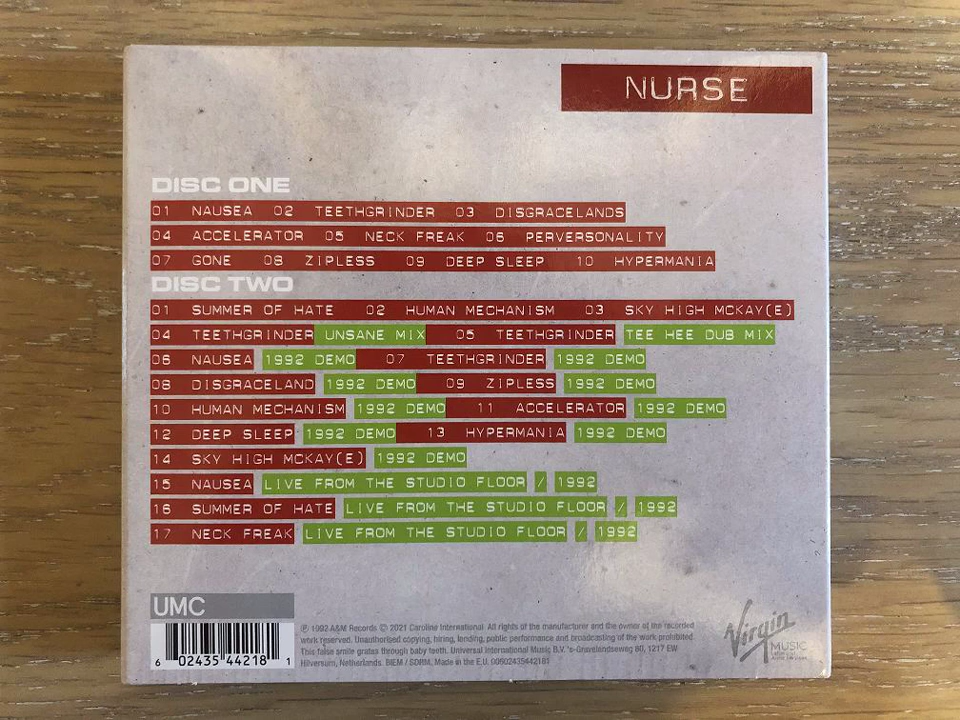 NURSE
DISC ONE
01 NAUSEA 02 TEETHGRINDER 03 DISGRACELANDS
04 ACCELERATOR 05 NECK FREAK 06 PERVERSONALITY
07 GONE 08 ZIPLESS 09 DEEP SLEEP 10 HYPERMANIA
DISC TWO
01 SUMMER OF HATE 02 HUMAN MECHANISM 03 SKY HIGH MCKAY(E)
04 TEETHGRINDER UNSANE MIX 05 TEETHGRINDER TEE HEE DUB MIX
06 NAUSEA 1992 DEMO 07 TEETHGRINDER 1992 DEMO
08 DISGRACELAND 1992 DEMO 09 ZIPLESS 1992 DEMO
10 HUMAN MECHANISM 1992 DEMO 11 ACCELERATOR 1992 DEMO
12 DEEP SLEEP 1992 DEMO 13 HYPERMANIA 1992 DEMO
14 SKY HIGH MCKAY(E) 1992 DEMO
15 NAUSEA LIVE FROM THE STUDIO FLOOR / 1992
16 SUMMER OF HATE LIVE FROM THE STUDIO FLOOR / 1992
17 NECK FREAK LIVE FROM THE STUDIO FLOOR / 1992
UMC
6 02435 44218 1
℗ 1992 A&M Records © 2021 Caroline International. All rights of the manufacturer and the owner of the recorded
work reserved. Unauthorised copying, hiring, lending, public performance and broadcasting of the work prohibited.
This false smile gratas through baby teeth. Universal International Music B.V. 's-Gravelandseweg 80, 1217 EW
Hilversum, Netherlands. BIEM / SDRM. Made in the E.U. 00602435442181
Virgin
MUSIC